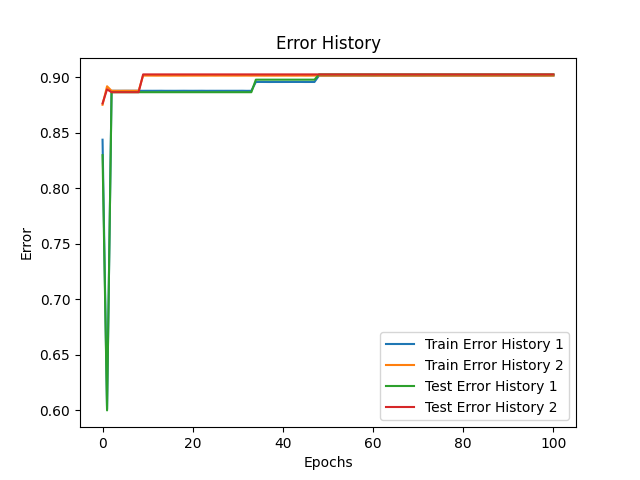 Error History
Error
0.90
0.85
0.80
0.75
0.70
0.65
0.60
Train Error History 1
Train Error History 2
Test Error History 1
Test Error History 2
0 20 40 60 80 100
Epochs